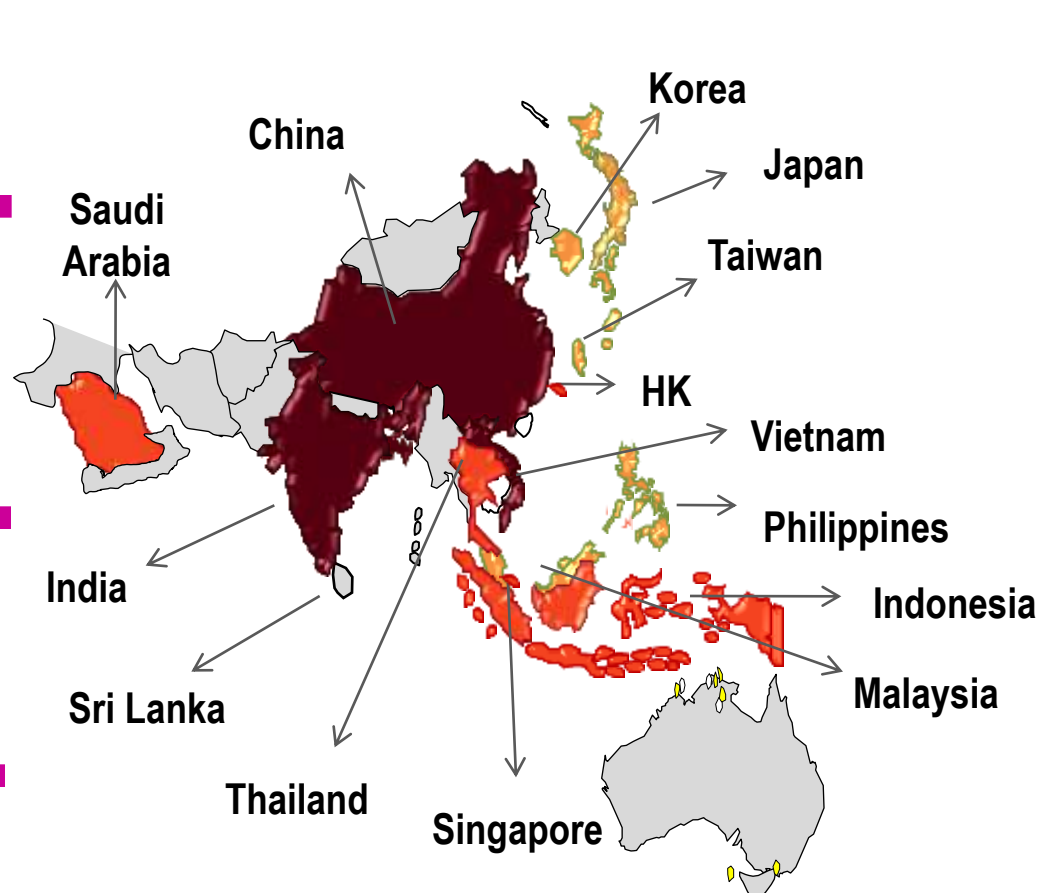 Korea
China
Japan
Saudi
Arabia
Taiwan
HK
Vietnam
Philippines
India
Indonesia
Malaysia
Sri Lanka
Thailand
Singapore